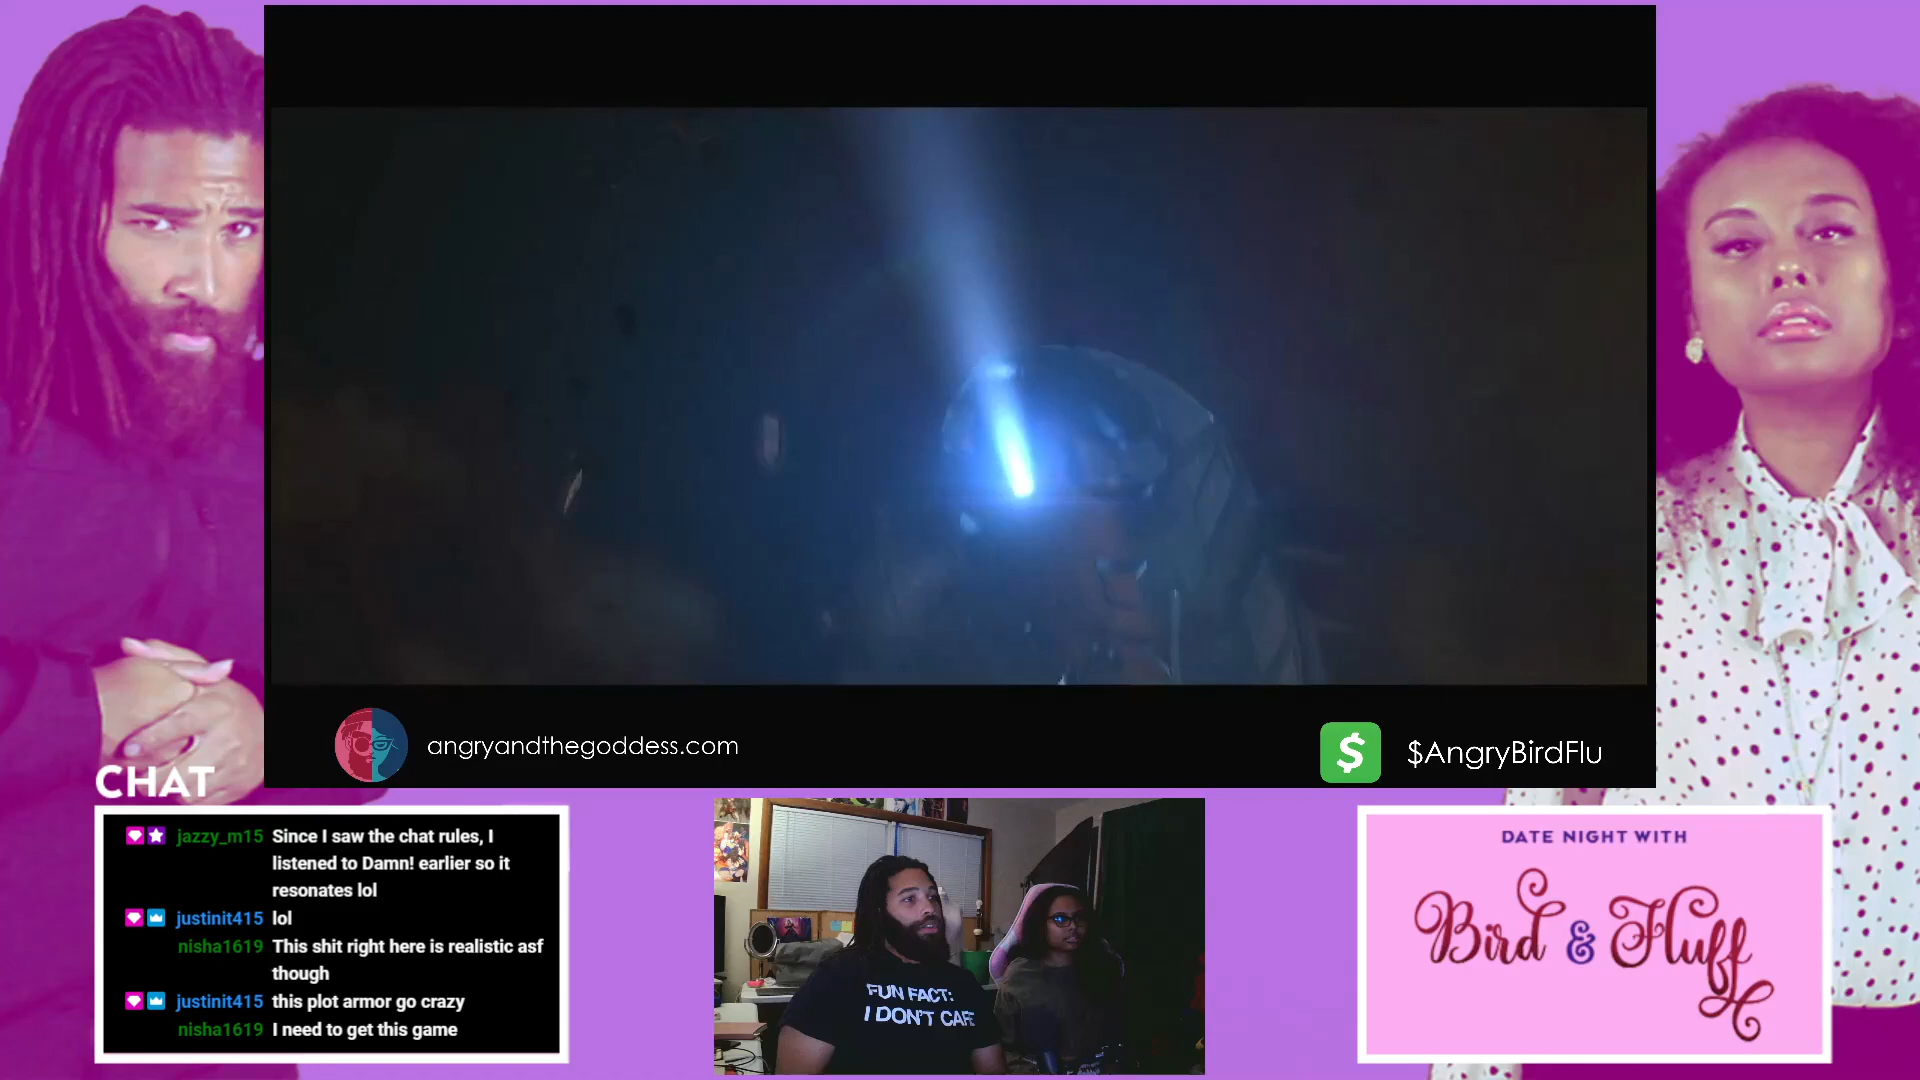 angryandthegoddess.com
$
$AngryBirdFlu
CHAT
jazzy_m15 Since I saw the chat rules, I
listened to Damn! earlier so it
resonates lol
justinit415 lol
nisha1619 This shit right here is realistic asf
though
justinit415 this plot armor go crazy
nisha1619 I need to get this game
FUN FACT:
I DON'T CARE
DATE NIGHT WITH
Bird & Fluff